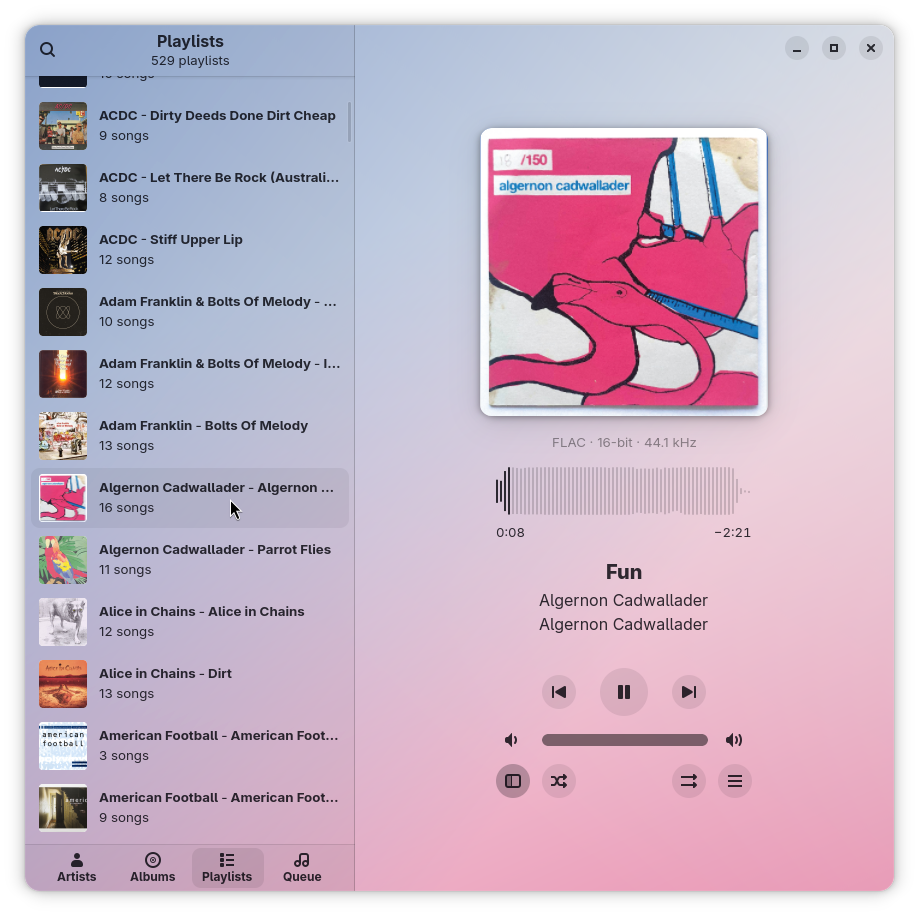 Playlists
529 playlists
ACDC - Dirty Deeds Done Dirt Cheap
9 songs
ACDC - Let There Be Rock (Australi...
8 songs
ACDC - Stiff Upper Lip
12 songs
Adam Franklin & Bolts Of Melody - ...
10 songs
Adam Franklin & Bolts Of Melody - I...
12 songs
Adam Franklin - Bolts Of Melody
13 songs
Algernon Cadwallader - Algernon ...
16 songs
Algernon Cadwallader - Parrot Flies
11 songs
Alice in Chains - Alice in Chains
12 songs
Alice in Chains - Dirt
13 songs
american
football
American Football - American Foot...
3 songs
American Football - American Foot...
9 songs
Artists
Albums
Playlists
Queue
/150
algernon cadwallader
FLAC · 16-bit · 44.1 kHz
0:08
−2:21
Fun
Algernon Cadwallader
Algernon Cadwallader